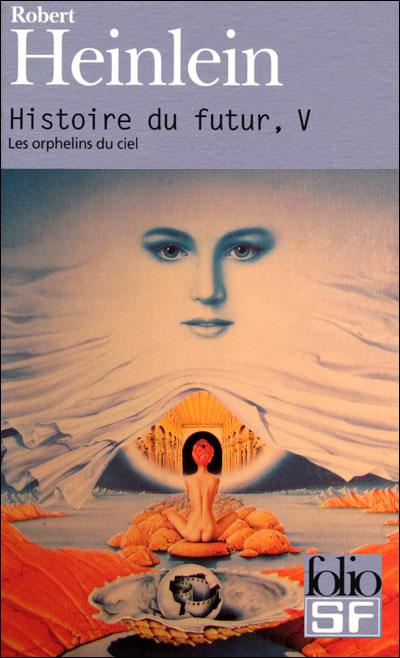 Robert
Heinlein
Histoire du futur, V
Les orphelins du ciel
folio
SF